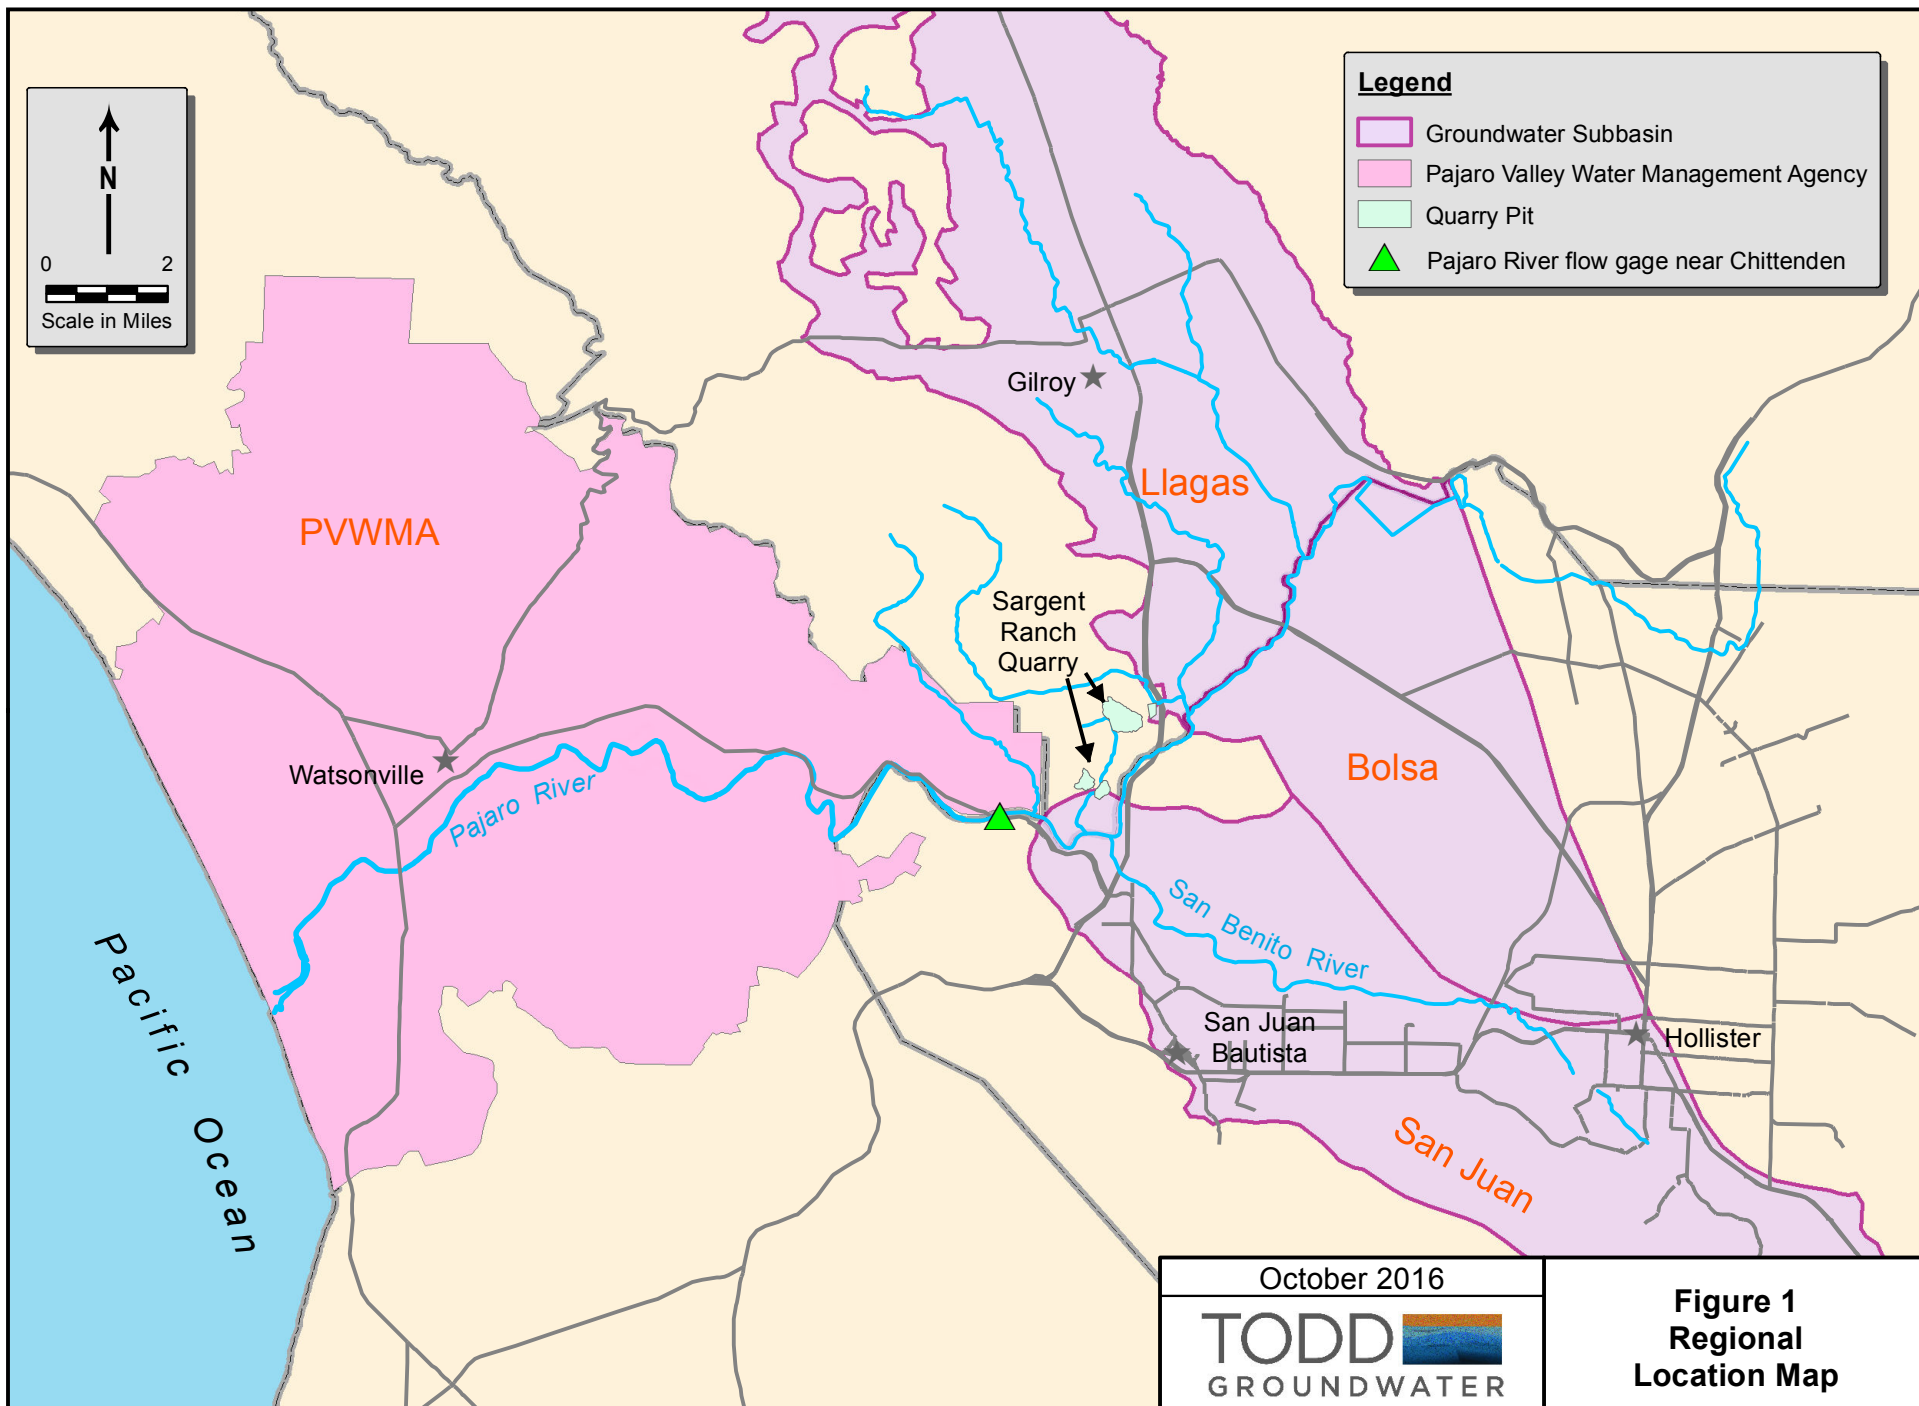 N
0 2
Scale in Miles
Legend
Groundwater Subbasin
Pajaro Valley Water Management Agency
Quarry Pit
Pajaro River flow gage near Chittenden
Gilroy
Llagas
PVWMA
Sargent
Ranch
Quarry
Bolsa
Watsonville
Pajaro River
San Benito River
Pacific Ocean
San Juan
Bautista
Hollister
San Juan
October 2016
TODD
GROUNDWATER
Figure 1
Regional
Location Map